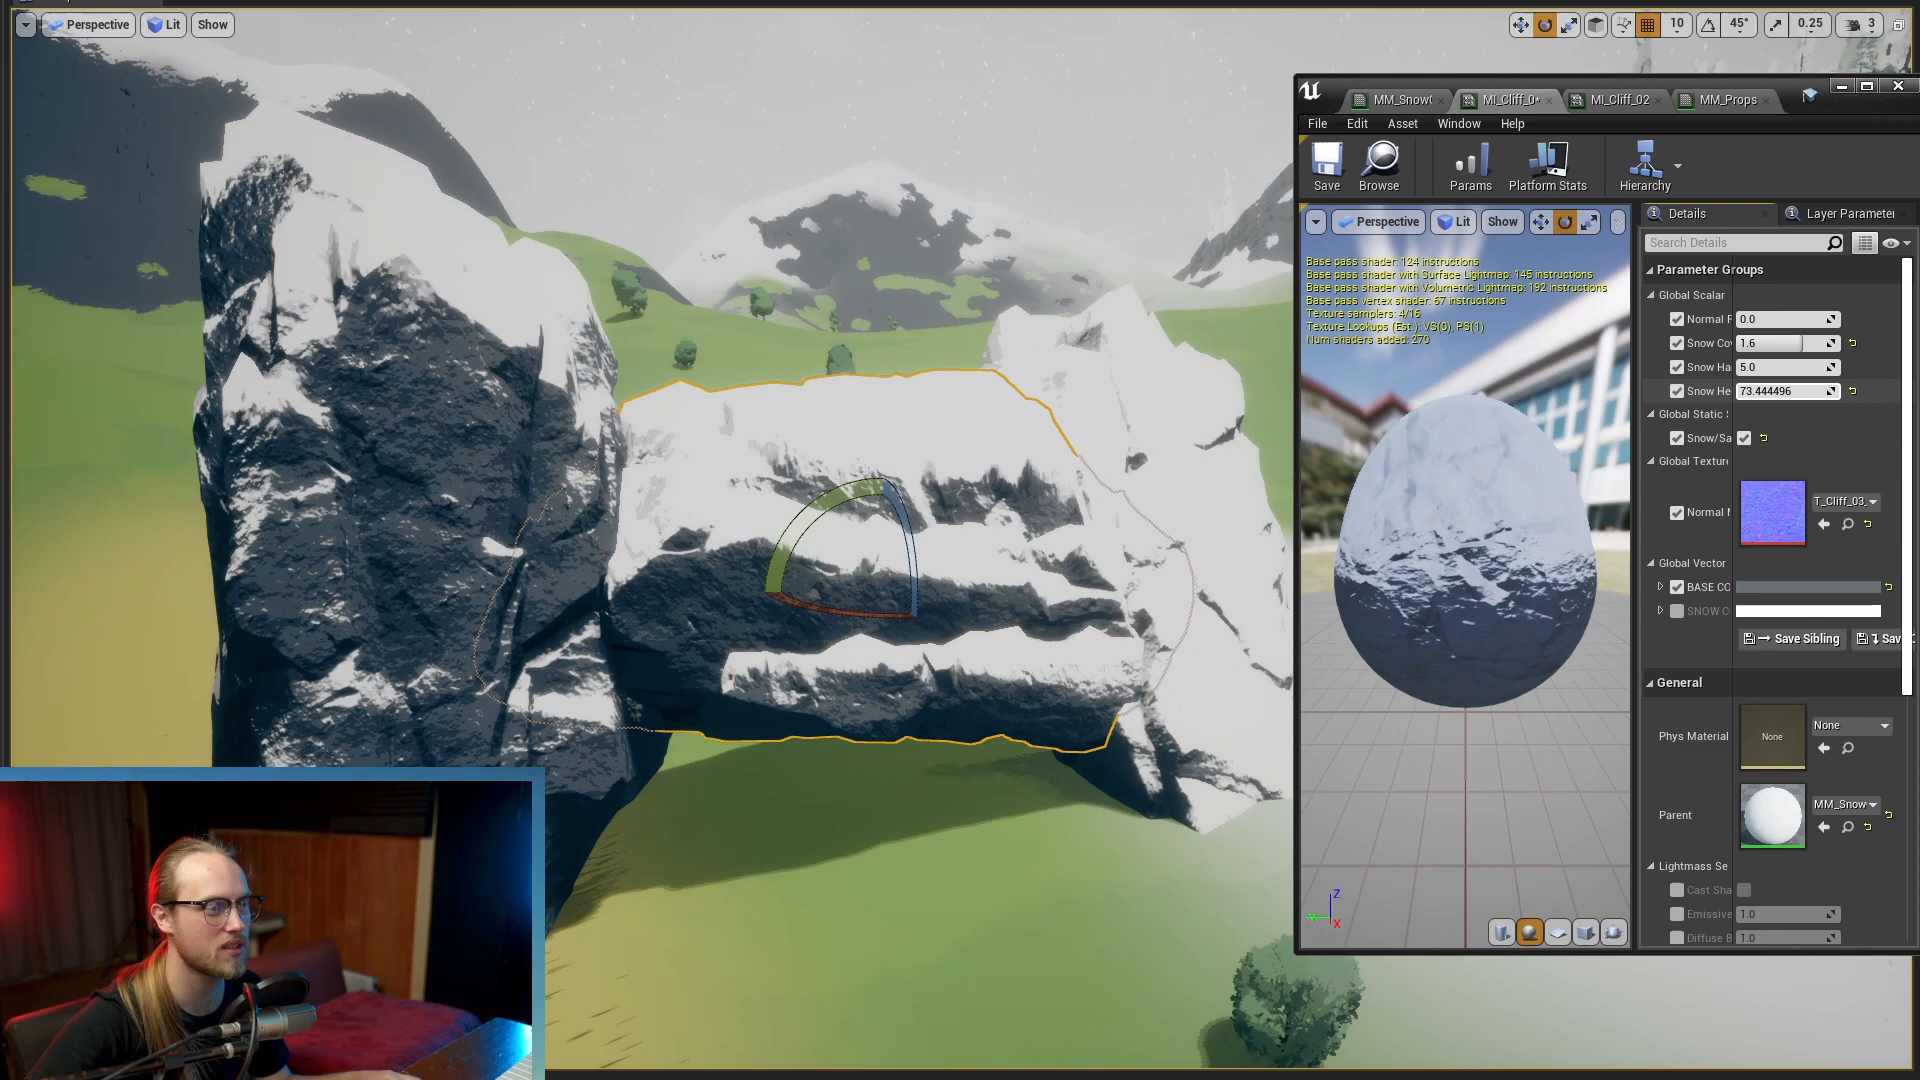 Perspective
Lit
Show
10
45°
0.25
3
MM_Snow
MI_Cliff_0*
MI_Cliff_02
MM_Props
File
Edit
Asset
Window
Help
Save
Browse
Params
Platform Stats
Hierarchy
Perspective
Lit
Show
Base pass shader: 124 instructions
Base pass shader with Surface Lightmap: 145 instructions
Base pass shader with Volumetric Lightmap: 192 instructions
Base pass vertex shader: 67 instructions
Texture samplers: 4/16
Texture Lookups (Est.): VS(0), PS(1)
Num shaders added: 270
Z
Y
X
Details
Layer Parameter
Search Details
Parameter Groups
Global Scalar
Normal F
0.0
Snow Co
1.6
Snow Ha
5.0
Snow He
73.444496
Global Static
Snow/Sa
Global Texture
Normal
T_Cliff_03_
Global Vector
BASE CO
SNOW C
Save Sibling
Sav
General
Phys Material
None
None
Parent
MM_Snow
Lightmass Se
Cast Sha
Emissive
1.0
Diffuse B
1.0